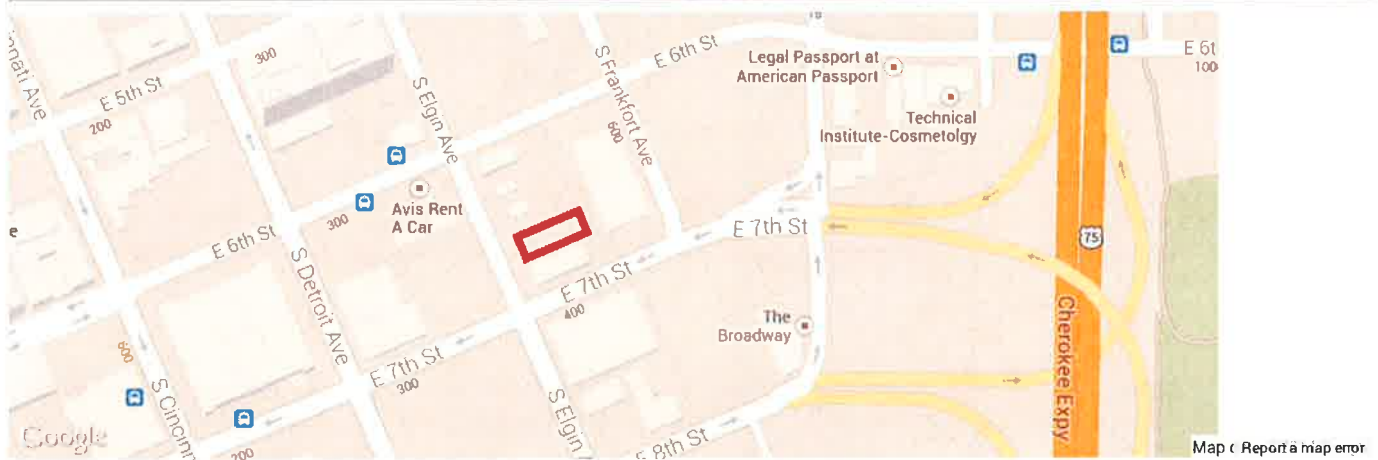 E 5th St
200
300
S Elgin Ave
S Frankfort Ave
600
E 6th St
Legal Passport at
American Passport
Technical
Institute-Cosmetolgy
E 6t
100
Avis Rent
A Car
300
E 6th St
S Detroit Ave
E 7th St
75
E 7th St
400
The
Broadway
Cherokee Expy
600
E 7th St
300
S Cincinn
S Elgin
E 8th St
200
Google
Report a map error